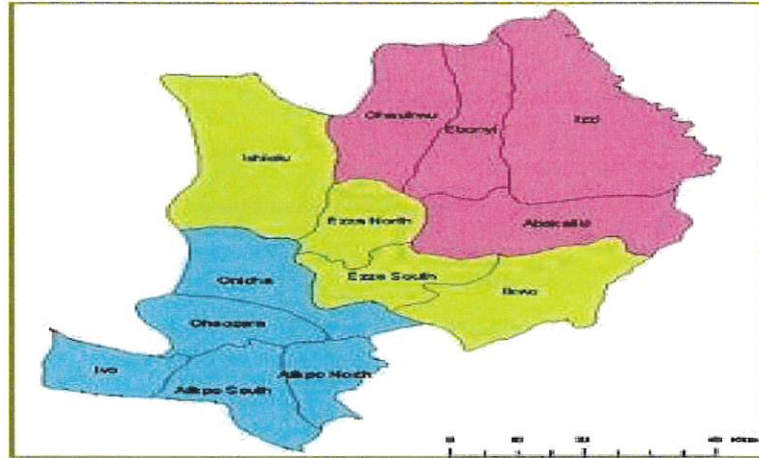 Ohaukwu
Ebonyi
Izzi
Ishielu
Ezza North
Abakaliki
Ezza South
Onicha
Ikwo
Ohaozara
Ivo
Afikpo North
Afikpo South